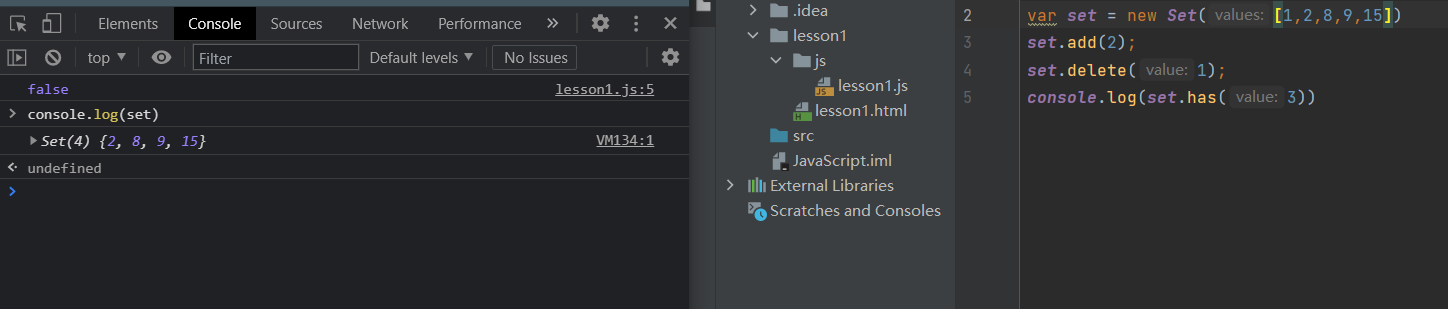 Elements Console Sources Network Performance »
top ▼ Filter Default levels ▼ No Issues
false lesson1.js:5
> console.log(set)
▶ Set(4) {2, 8, 9, 15} VM134:1
undefined
>
.idea
lesson1
js
lesson1.js
lesson1.html
src
JavaScript.iml
External Libraries
Scratches and Consoles
2 var set = new Set( values: [1,2,8,9,15])
3 set.add(2);
4 set.delete( value: 1);
5 console.log(set.has( value: 3))